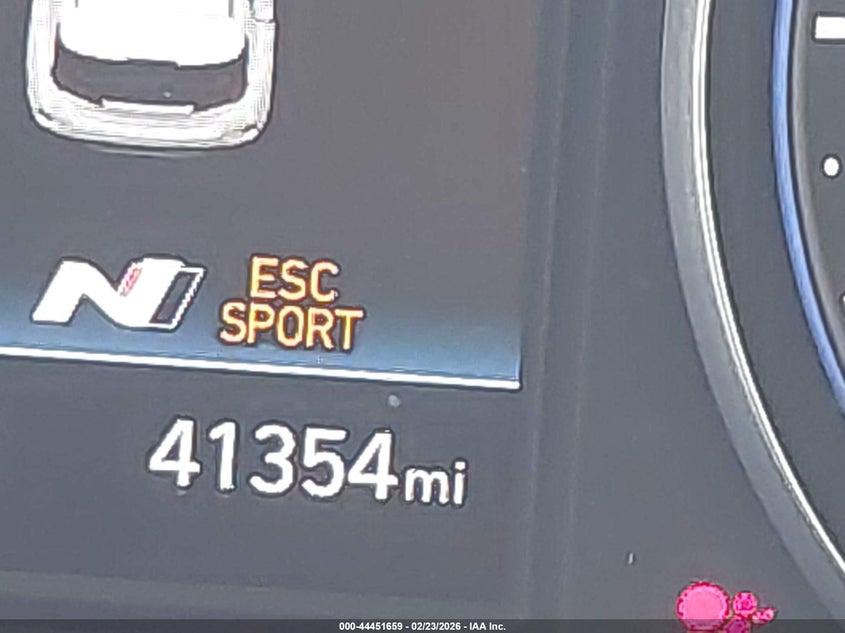 N
ESC
SPORT
41354mi
000-44451659 - 02/23/2026 - IAA Inc.